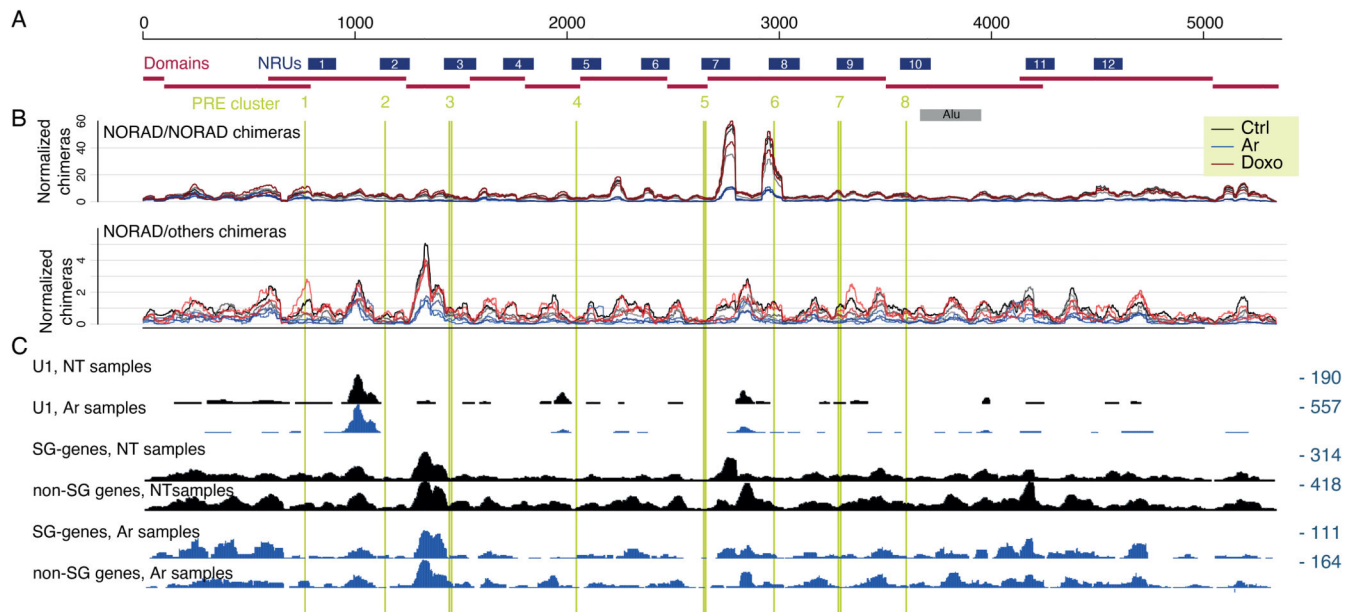 A
0 1000 2000 3000 4000 5000
Domains NRUs 1 2 3 4 5 6 7 8 9 10 11 12
PRE cluster 1 2 3 4 5 6 7 8
Alu
B
NORAD/NORAD chimeras
Normalized chimeras
60
40
20
0
Ctrl
Ar
Doxo
NORAD/others chimeras
Normalized chimeras
4
2
0
C
U1, NT samples
- 190
U1, Ar samples
- 557
SG-genes, NT samples
- 314
non-SG genes, NTsamples
- 418
SG-genes, Ar samples
- 111
non-SG genes, Ar samples
- 164